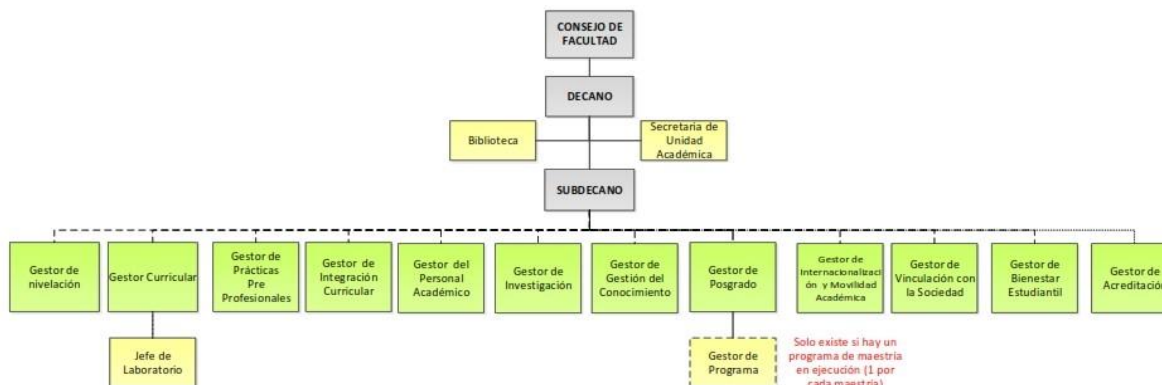 CONSEJO DE
FACULTAD
DECANO
Biblioteca
Secretaria de
Unidad
Académica
SUBDECANO
Gestor de
nivelación
Gestor Curricular
Gestor de
Prácticas
Pre
Profesionales
Gestor de
Integración
Curricular
Gestor del
Personal
Académico
Gestor de
Investigación
Gestor de
Gestión del
Conocimiento
Gestor de
Posgrado
Gestor de
Internacionalizaci
ón y Movilidad
Académica
Gestor de
Vinculación con
la Sociedad
Gestor de
Bienestar
Estudiantil
Gestor de
Acreditación
Jefe de
Laboratorio
Gestor de
Programa
Solo existe si hay un
programa de maestría
en ejecución (1 por
cada maestría)